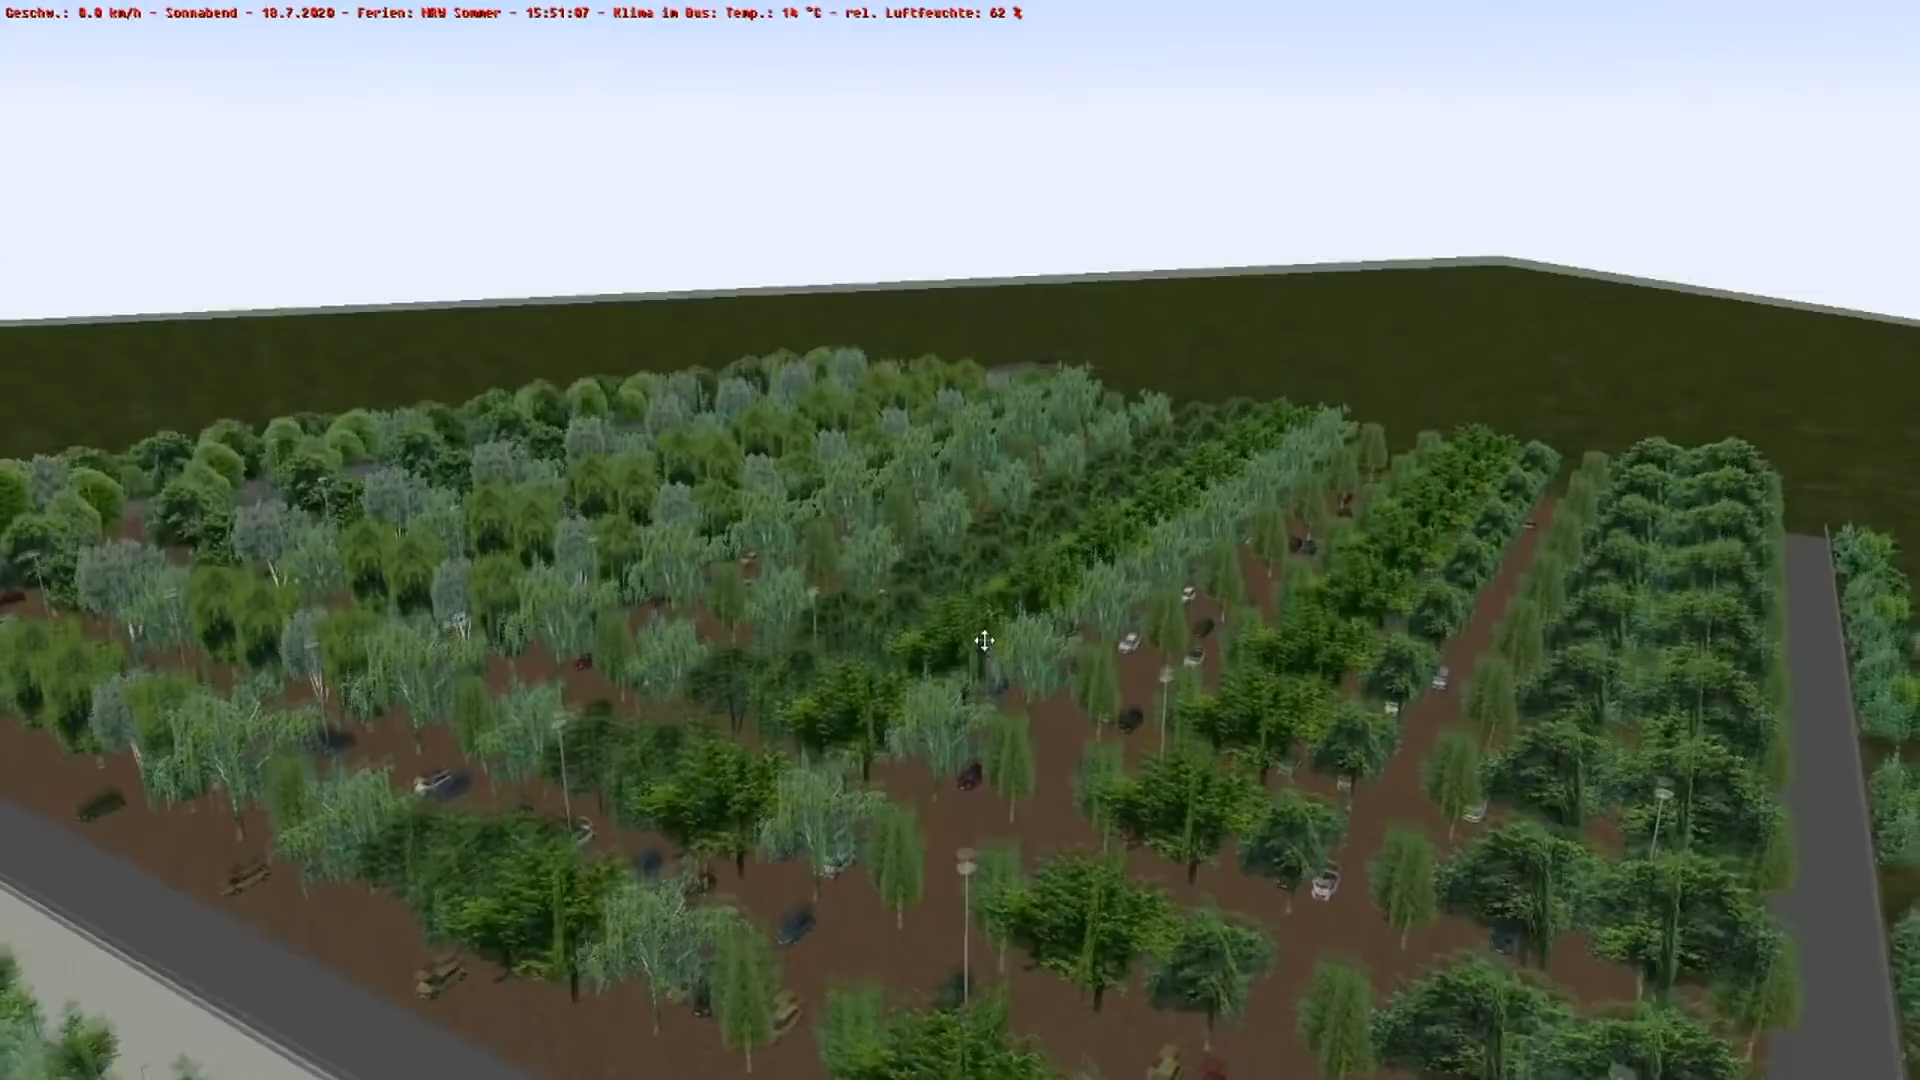 Geschw.: 0.0 km/h - Sonnabend - 18.7.2020 - Ferien: NRW Sommer - 15:51:07 - Klima im Bus: Temp.: 14 °C - rel. Luftfeuchte: 62 %